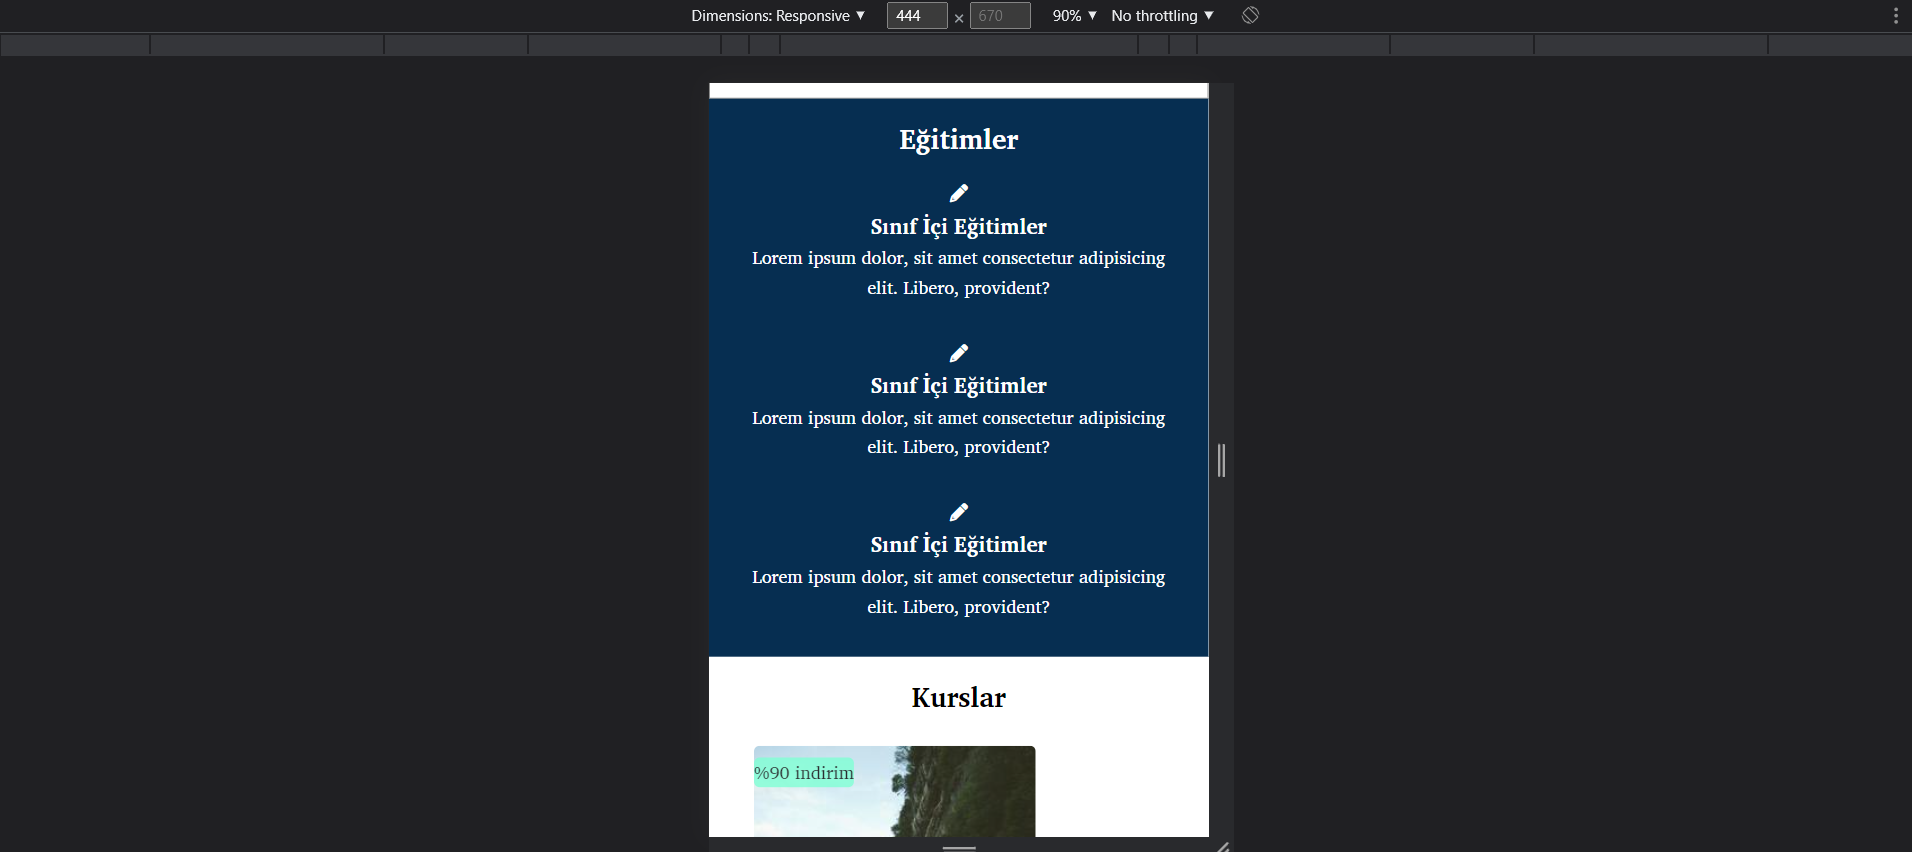 Dimensions: Responsive ▼ 444 × 670 90% ▼ No throttling ▼
Eğitimler
Sınıf İçi Eğitimler
Lorem ipsum dolor, sit amet consectetur adipisicing
elit. Libero, provident?
Sınıf İçi Eğitimler
Lorem ipsum dolor, sit amet consectetur adipisicing
elit. Libero, provident?
Sınıf İçi Eğitimler
Lorem ipsum dolor, sit amet consectetur adipisicing
elit. Libero, provident?
Kurslar
%90 indirim